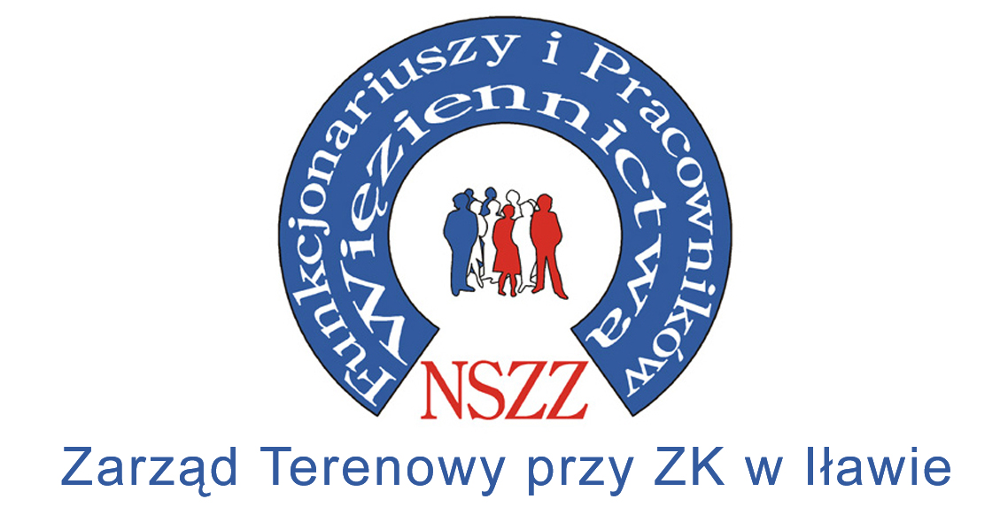 Funkcjonariuszy i Pracowników
Więziennictwa
NSZZ
Zarząd Terenowy przy ZK w Iławie